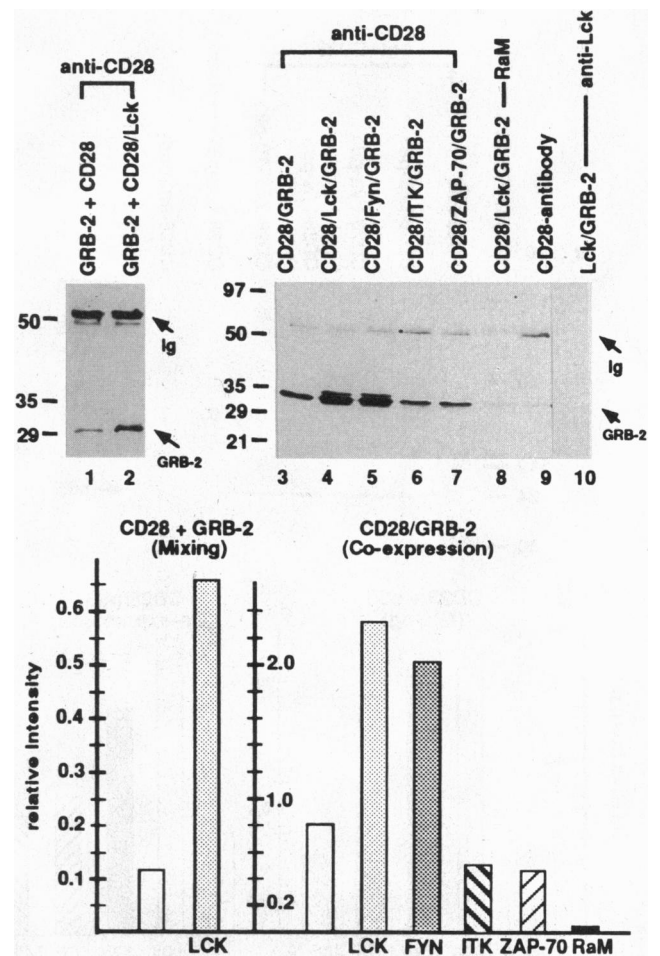 anti-CD28
GRB-2 + CD28
GRB-2 + CD28/Lck
50
35
29
Ig
GRB-2
1 2
anti-CD28
CD28/GRB-2
CD28/Lck/GRB-2
CD28/Fyn/GRB-2
CD28/ITK/GRB-2
CD28/ZAP-70/GRB-2
CD28/Lck/GRB-2 — RaM
CD28-antibody
Lck/GRB-2 — anti-Lck
97
50
35
29
21
Ig
GRB-2
3 4 5 6 7 8 9 10
CD28 + GRB-2
(Mixing)
CD28/GRB-2
(Co-expression)
relative intensity
0.6
0.5
0.4
0.3
0.2
0.1
2.0
1.0
0.2
LCK
LCK FYN ITK ZAP-70 RaM